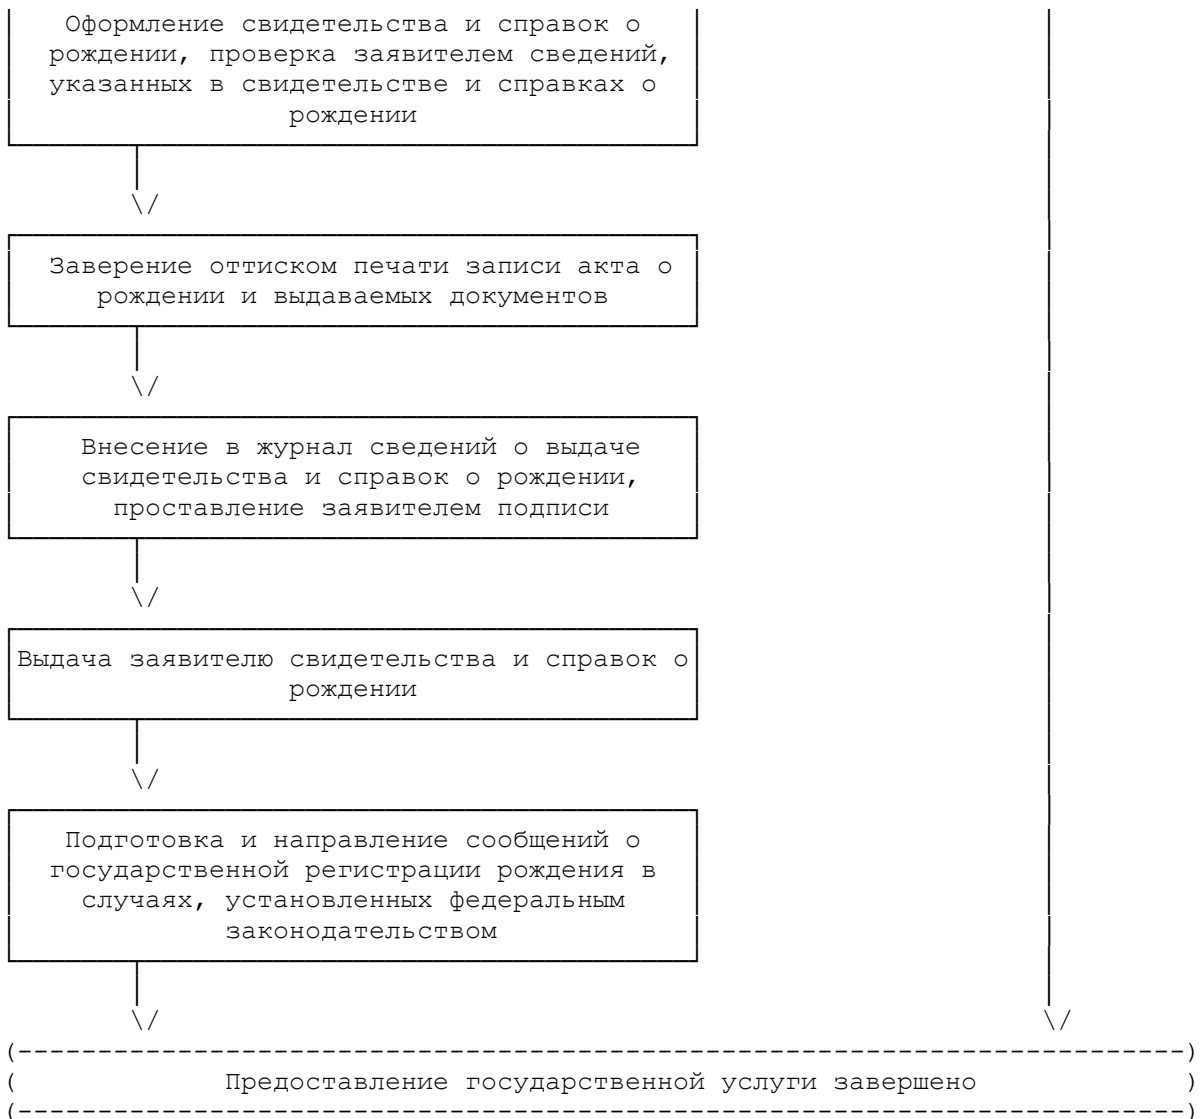 Оформление свидетельства и справок о
рождении, проверка заявителем сведений,
указанных в свидетельстве и справках о
рождении
\/
Заверение оттиском печати записи акта о
рождении и выдаваемых документов
\/
Внесение в журнал сведений о выдаче
свидетельства и справок о рождении,
проставление заявителем подписи
\/
Выдача заявителю свидетельства и справок о
рождении
\/
Подготовка и направление сообщений о
государственной регистрации рождения в
случаях, установленных федеральным
законодательством
\/ \/
(--------------------------------------------------------------------------)
( Предоставление государственной услуги завершено )
(--------------------------------------------------------------------------)